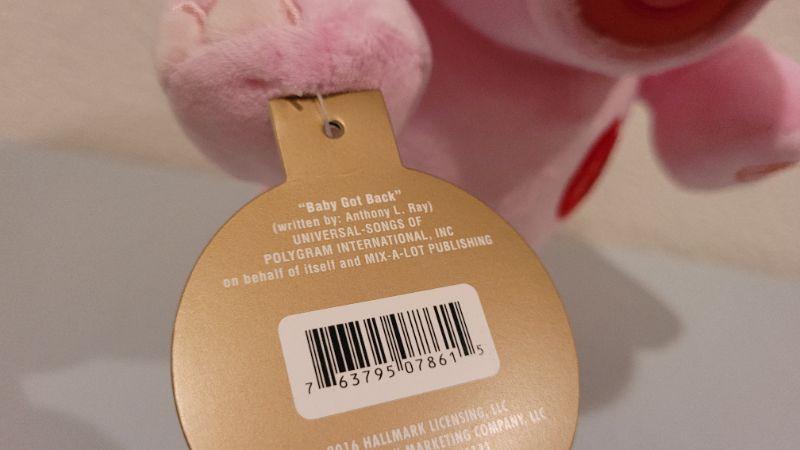 "Baby Got Back"
(written by: Anthony L. Ray)
UNIVERSAL-SONGS OF
POLYGRAM INTERNATIONAL, INC
on behalf of itself and MIX-A-LOT PUBLISHING
7 63795 07861 5
2016 HALLMARK LICENSING, LLC
MARKETING COMPANY, LLC